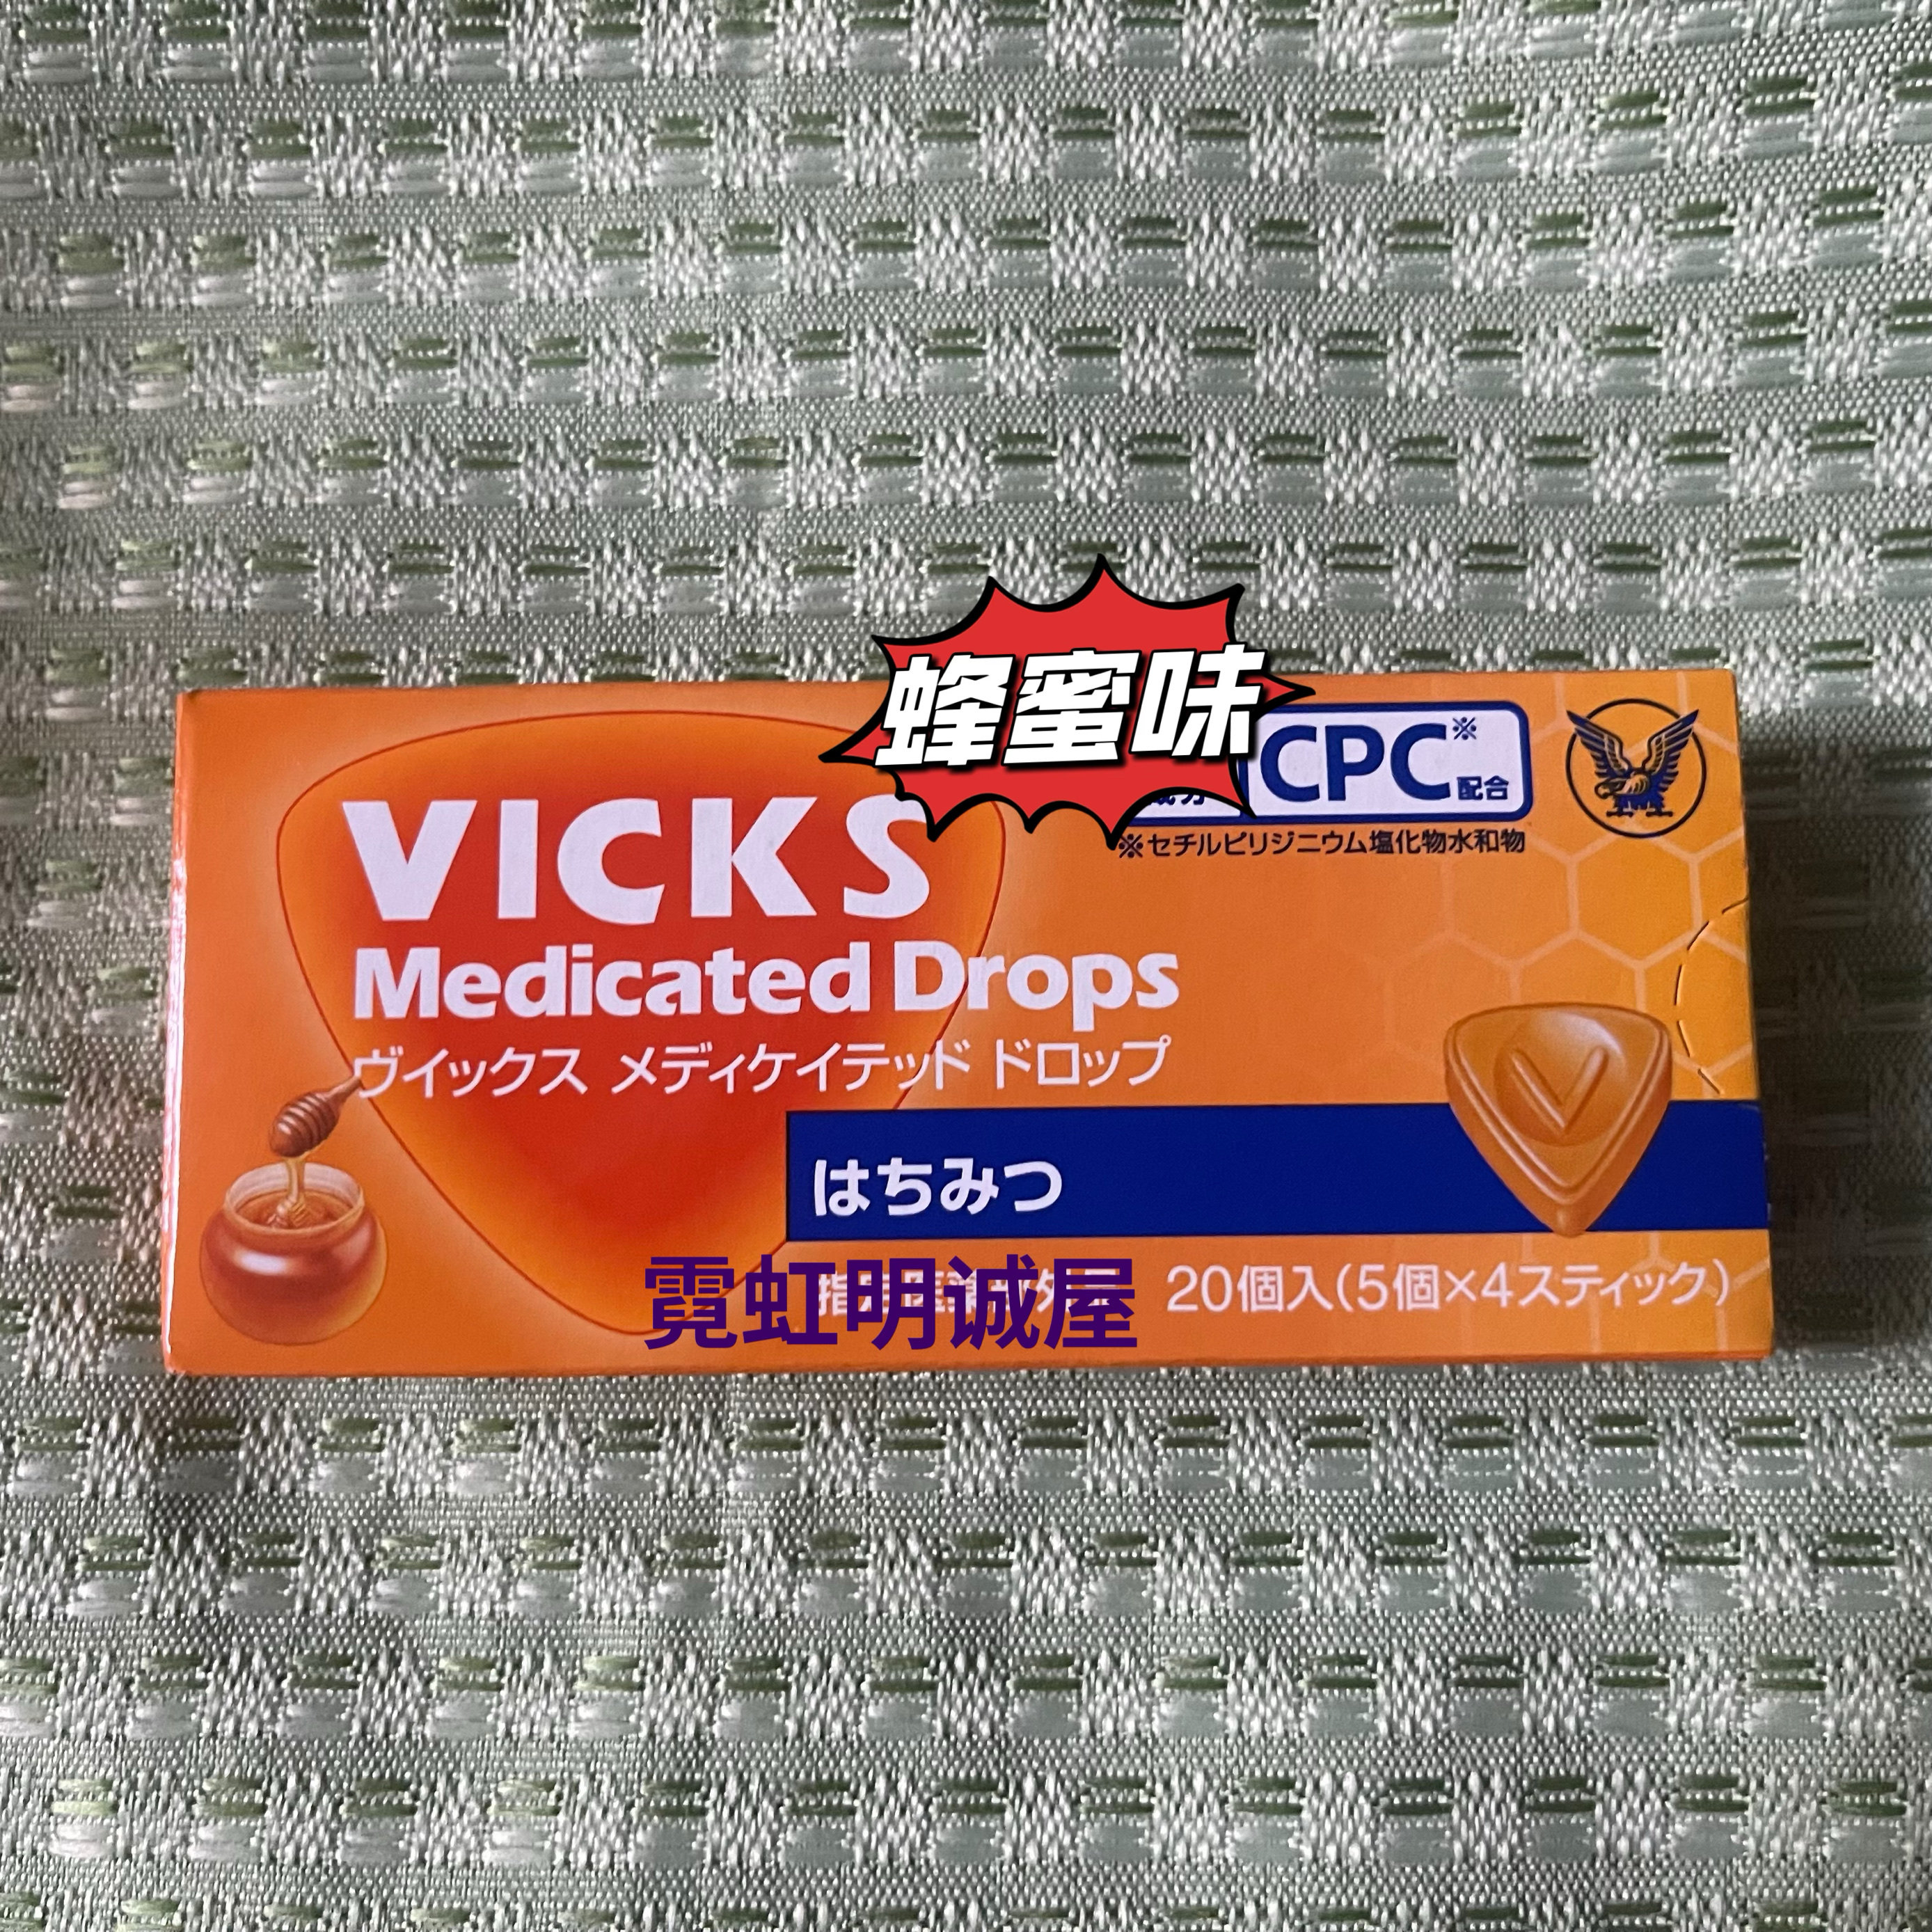 蜂蜜味
CPC※配合
※セチルピリジニウム塩化物水和物
VICKS
Medicated Drops
ヴイックス メディケイテッド ドロップ
はちみつ
霓虹明诚屋
20個入(5個×4スティック)
V